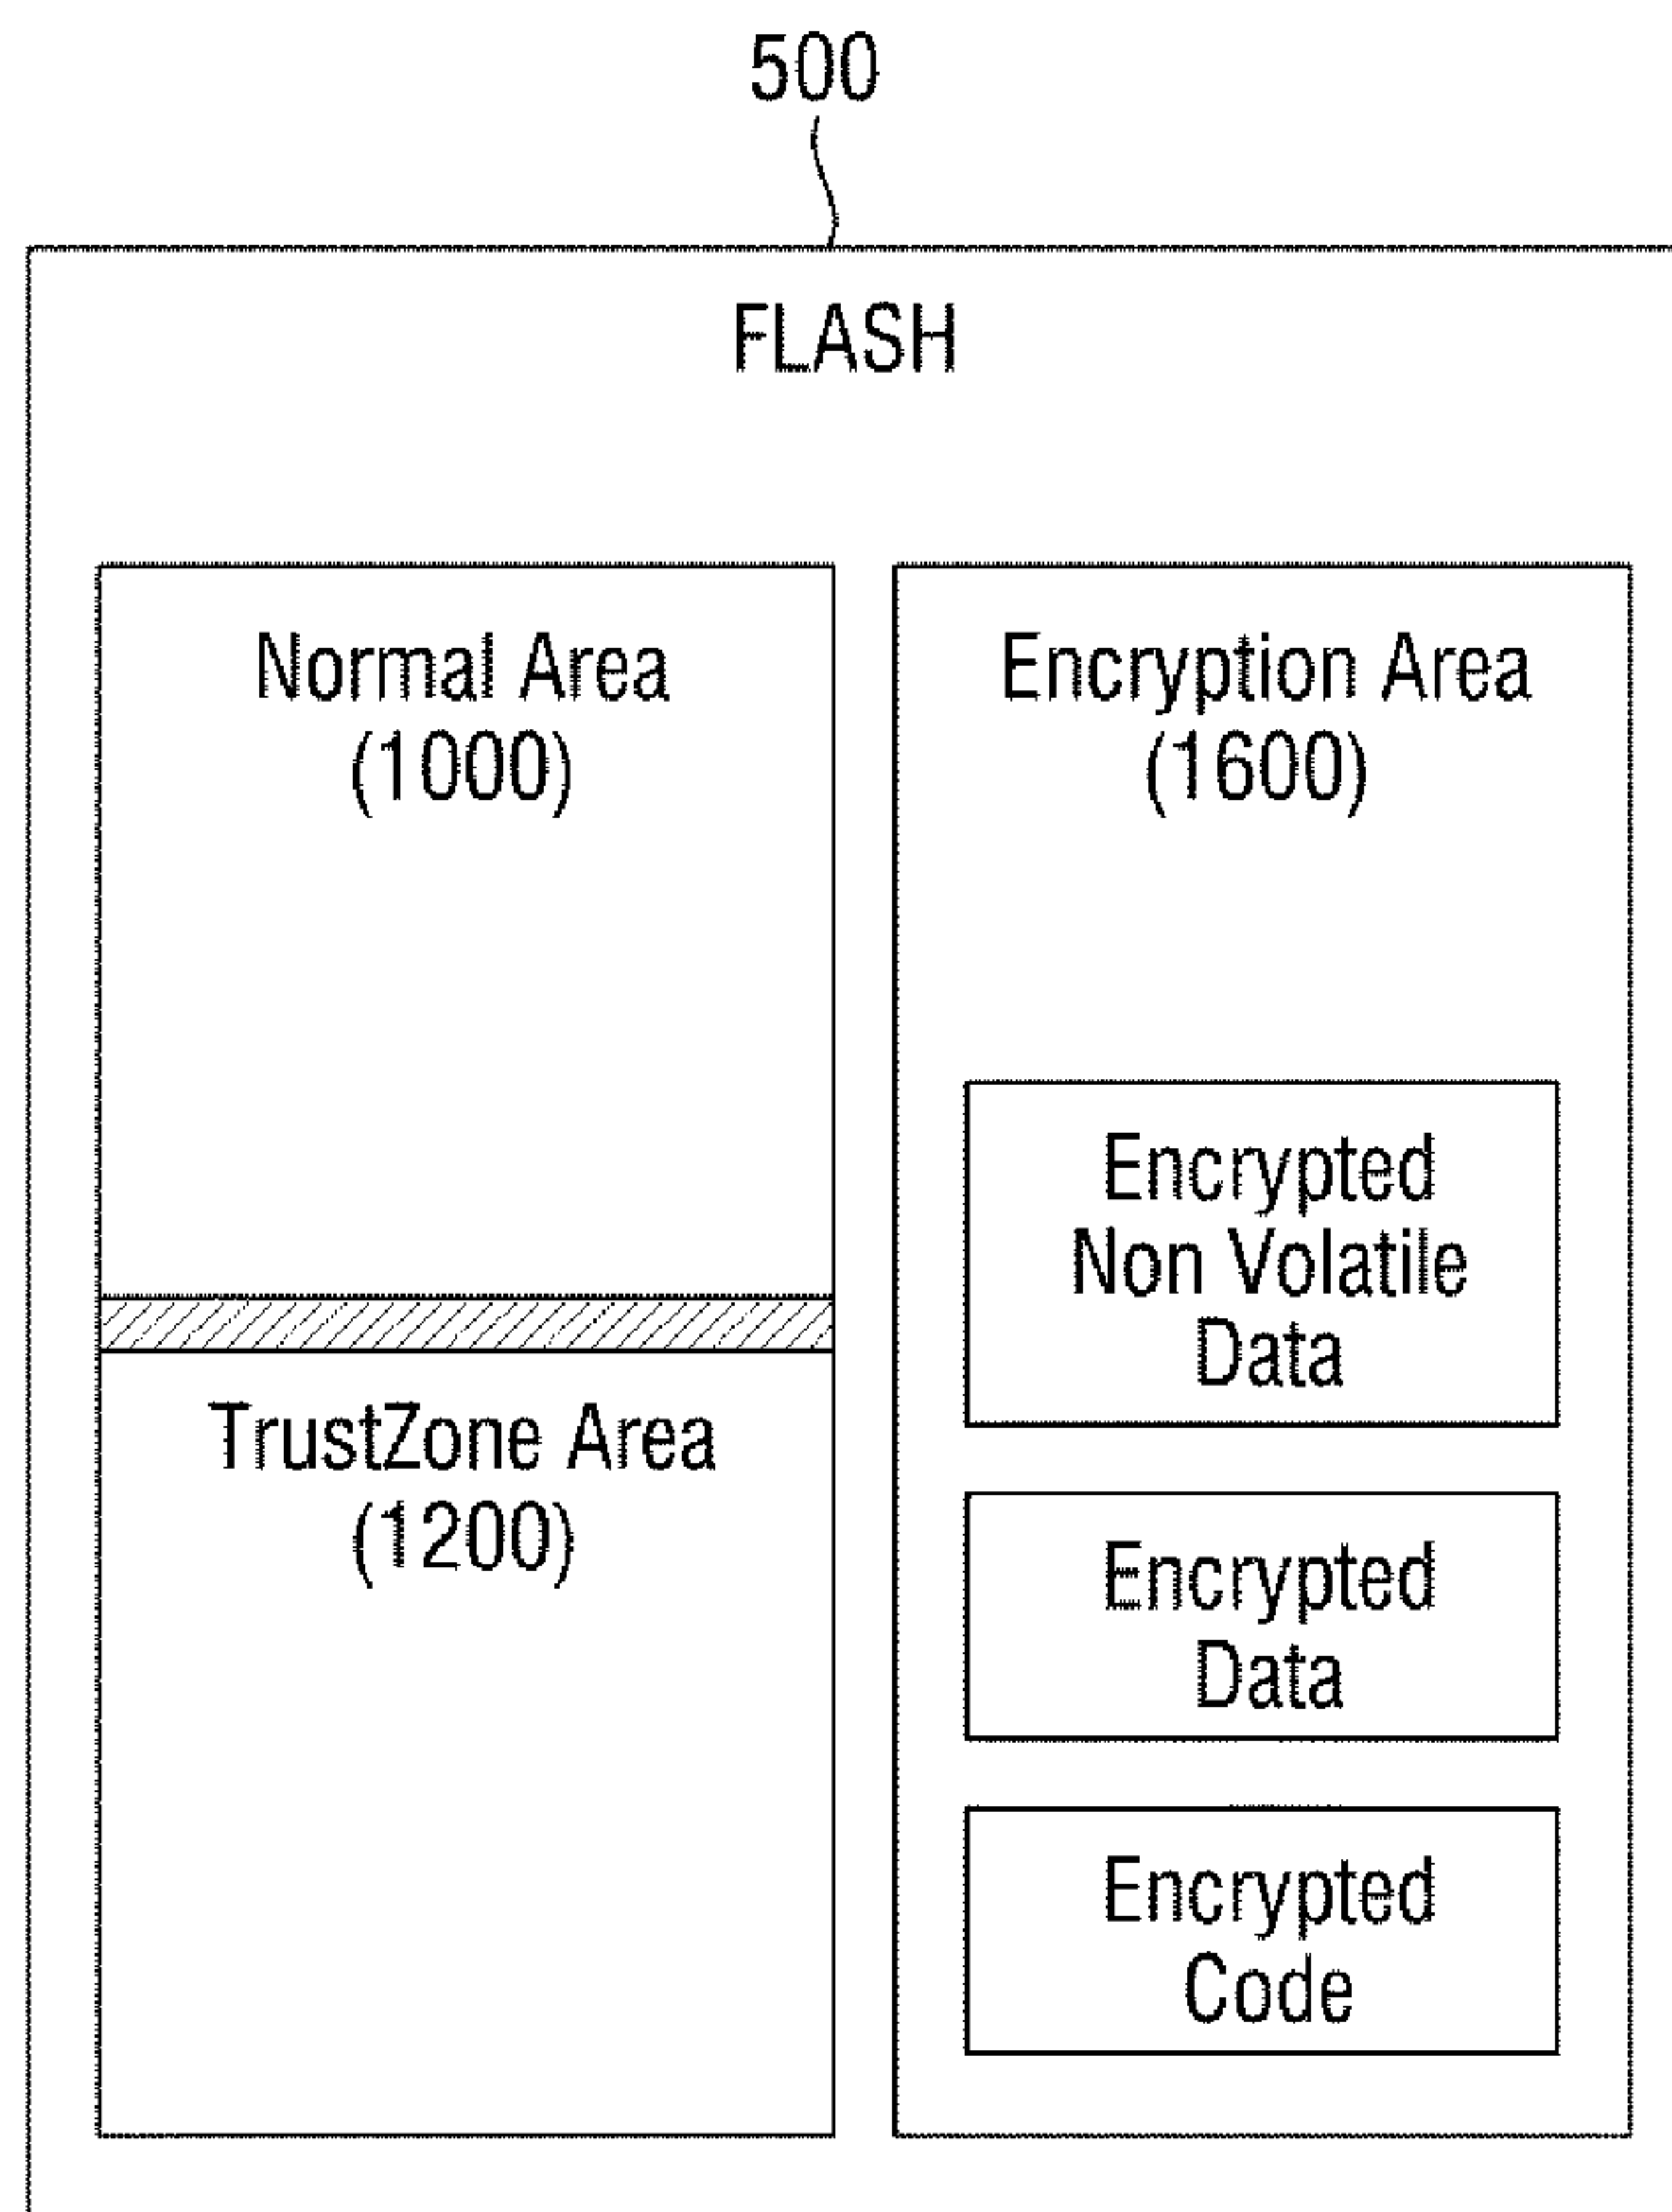 500
FLASH
Normal Area
(1000)
TrustZone Area
(1200)
Encryption Area
(1600)
Encrypted
Non Volatile
Data
Encrypted
Data
Encrypted
Code